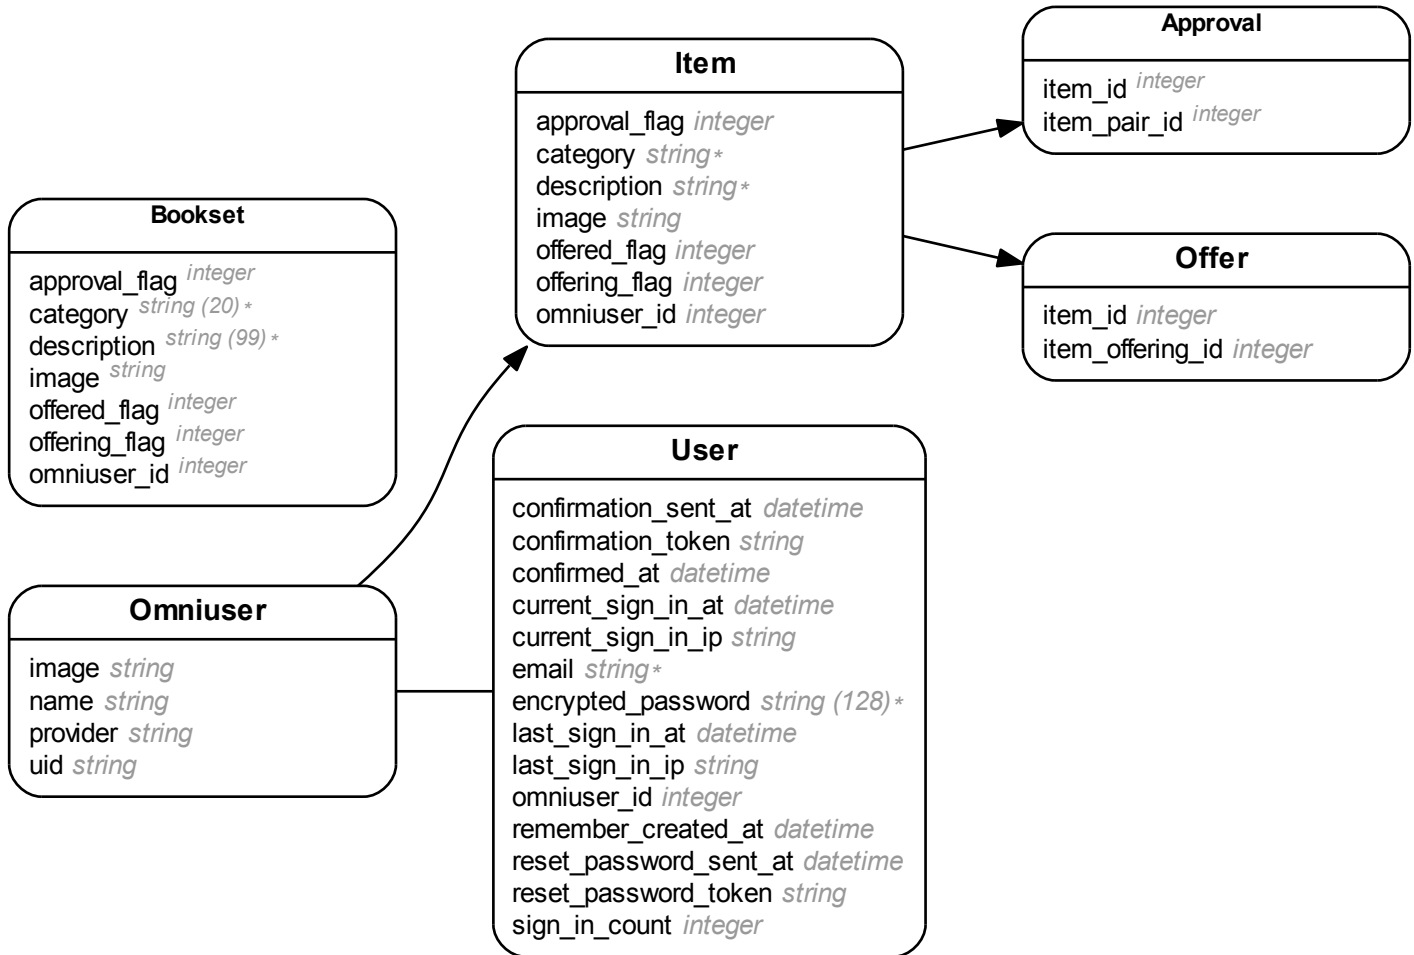 Approval
item_id integer
item_pair_id integer
Item
approval_flag integer
category string *
description string *
image string
offered_flag integer
offering_flag integer
omniuser_id integer
Bookset
approval_flag integer
category string (20) *
description string (99) *
image string
offered_flag integer
offering_flag integer
omniuser_id integer
Offer
item_id integer
item_offering_id integer
User
confirmation_sent_at datetime
confirmation_token string
confirmed_at datetime
current_sign_in_at datetime
current_sign_in_ip string
email string *
encrypted_password string (128) *
last_sign_in_at datetime
last_sign_in_ip string
omniuser_id integer
remember_created_at datetime
reset_password_sent_at datetime
reset_password_token string
sign_in_count integer
Omniuser
image string
name string
provider string
uid string